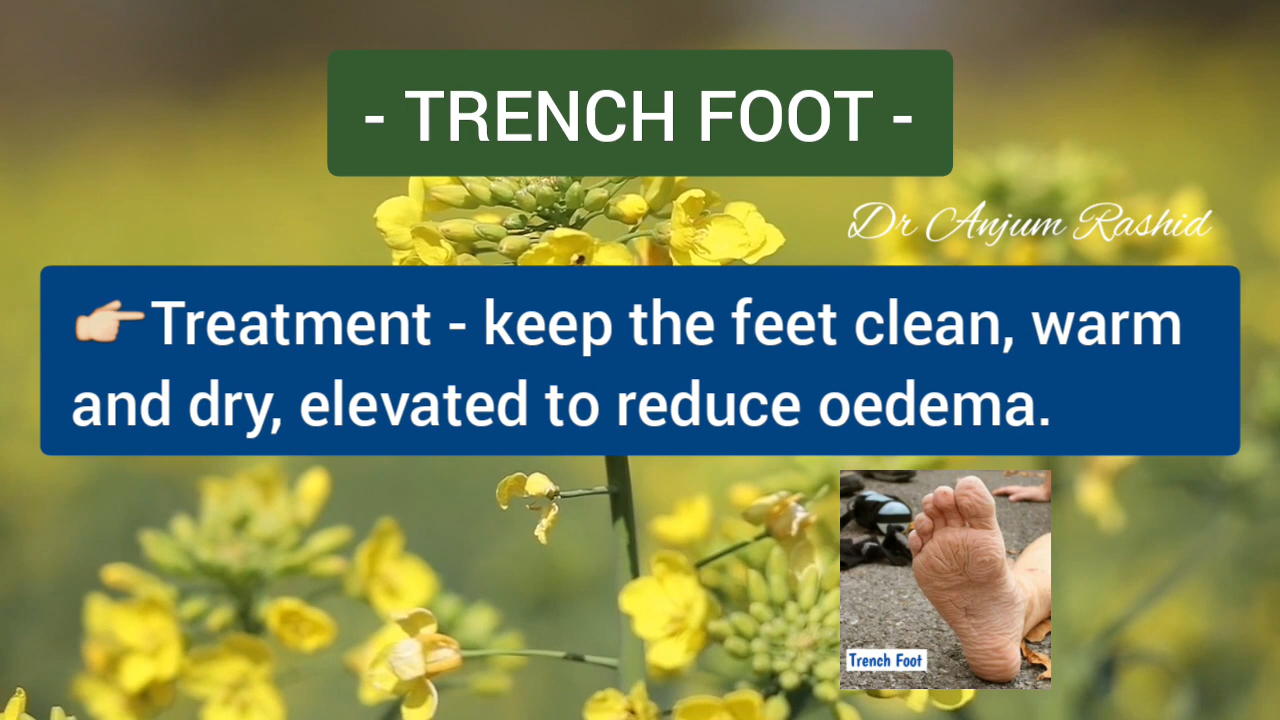 - TRENCH FOOT -
Dr Anjum Rashid
👉Treatment - keep the feet clean, warm
and dry, elevated to reduce oedema.
Trench Foot